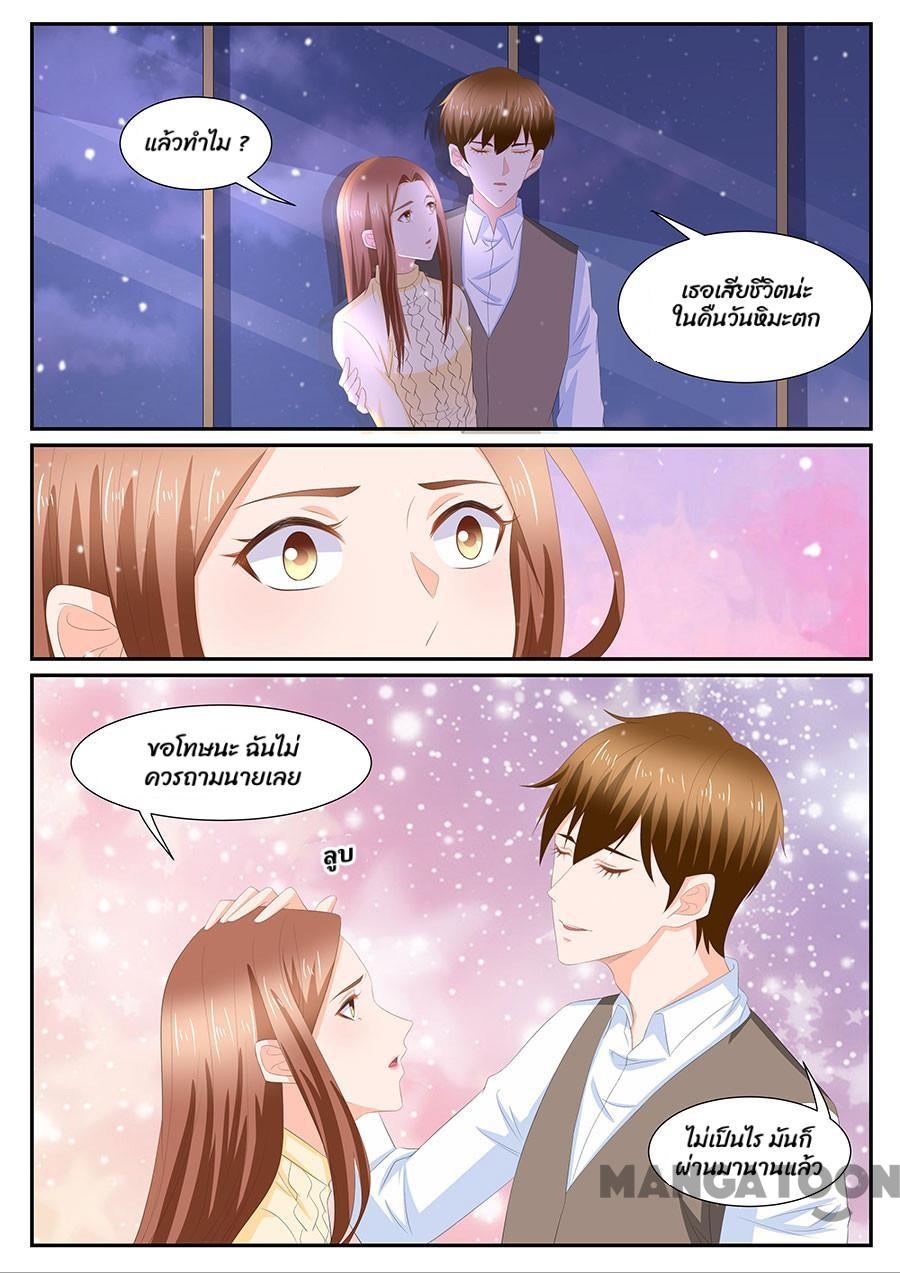 แล้วทำไม ?
เธอเสียชีวิตน่ะ
ในคืนวันหิมะตก
ขอโทษนะ ฉันไม่
ควรถามนายเลย
ลูบ
ไม่เป็นไร มันก็
ผ่านมานานแล้ว
MANGATOON